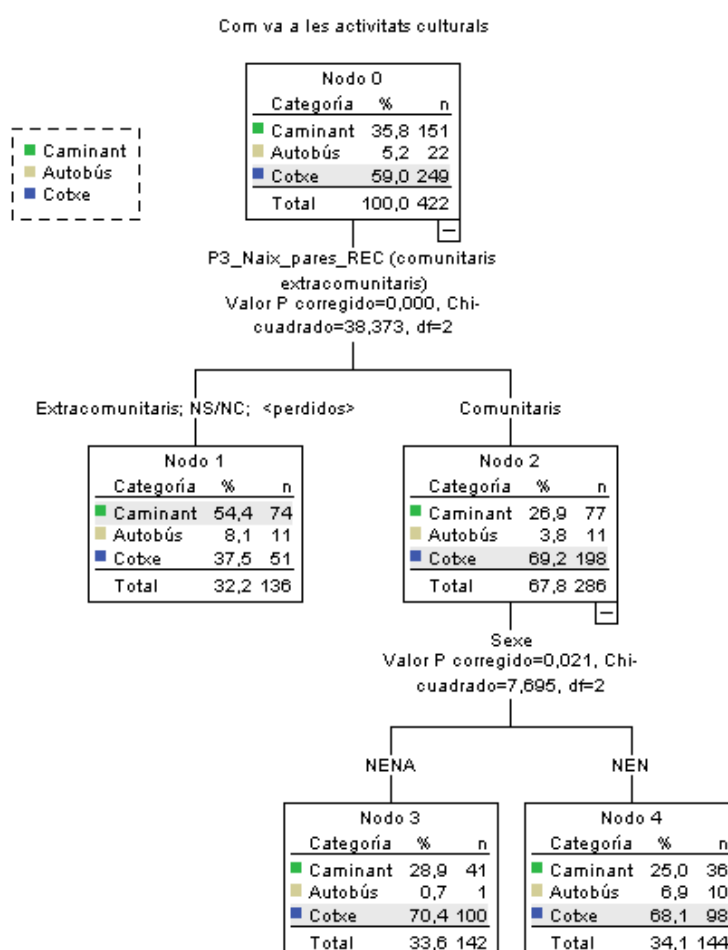 Com va a les activitats culturals
Caminant
Autobús
Cotxe
Nodo 0
Categoría % n
Caminant 35,8 151
Autobús 5,2 22
Cotxe 59,0 249
Total 100,0 422
P3_Naix_pares_REC (comunitaris
extracomunitaris)
Valor P corregido=0,000, Chi-
cuadrado=38,373, df=2
Extracomunitaris; NS/NC; <perdidos>
Comunitaris
Nodo 1
Categoría % n
Caminant 54,4 74
Autobús 8,1 11
Cotxe 37,5 51
Total 32,2 136
Nodo 2
Categoría % n
Caminant 26,9 77
Autobús 3,8 11
Cotxe 69,2 198
Total 67,8 286
Sexe
Valor P corregido=0,021, Chi-
cuadrado=7,695, df=2
NENA
NEN
Nodo 3
Categoría % n
Caminant 28,9 41
Autobús 0,7 1
Cotxe 70,4 100
Total 33,6 142
Nodo 4
Categoría % n
Caminant 25,0 36
Autobús 6,9 10
Cotxe 68,1 98
Total 34,1 144